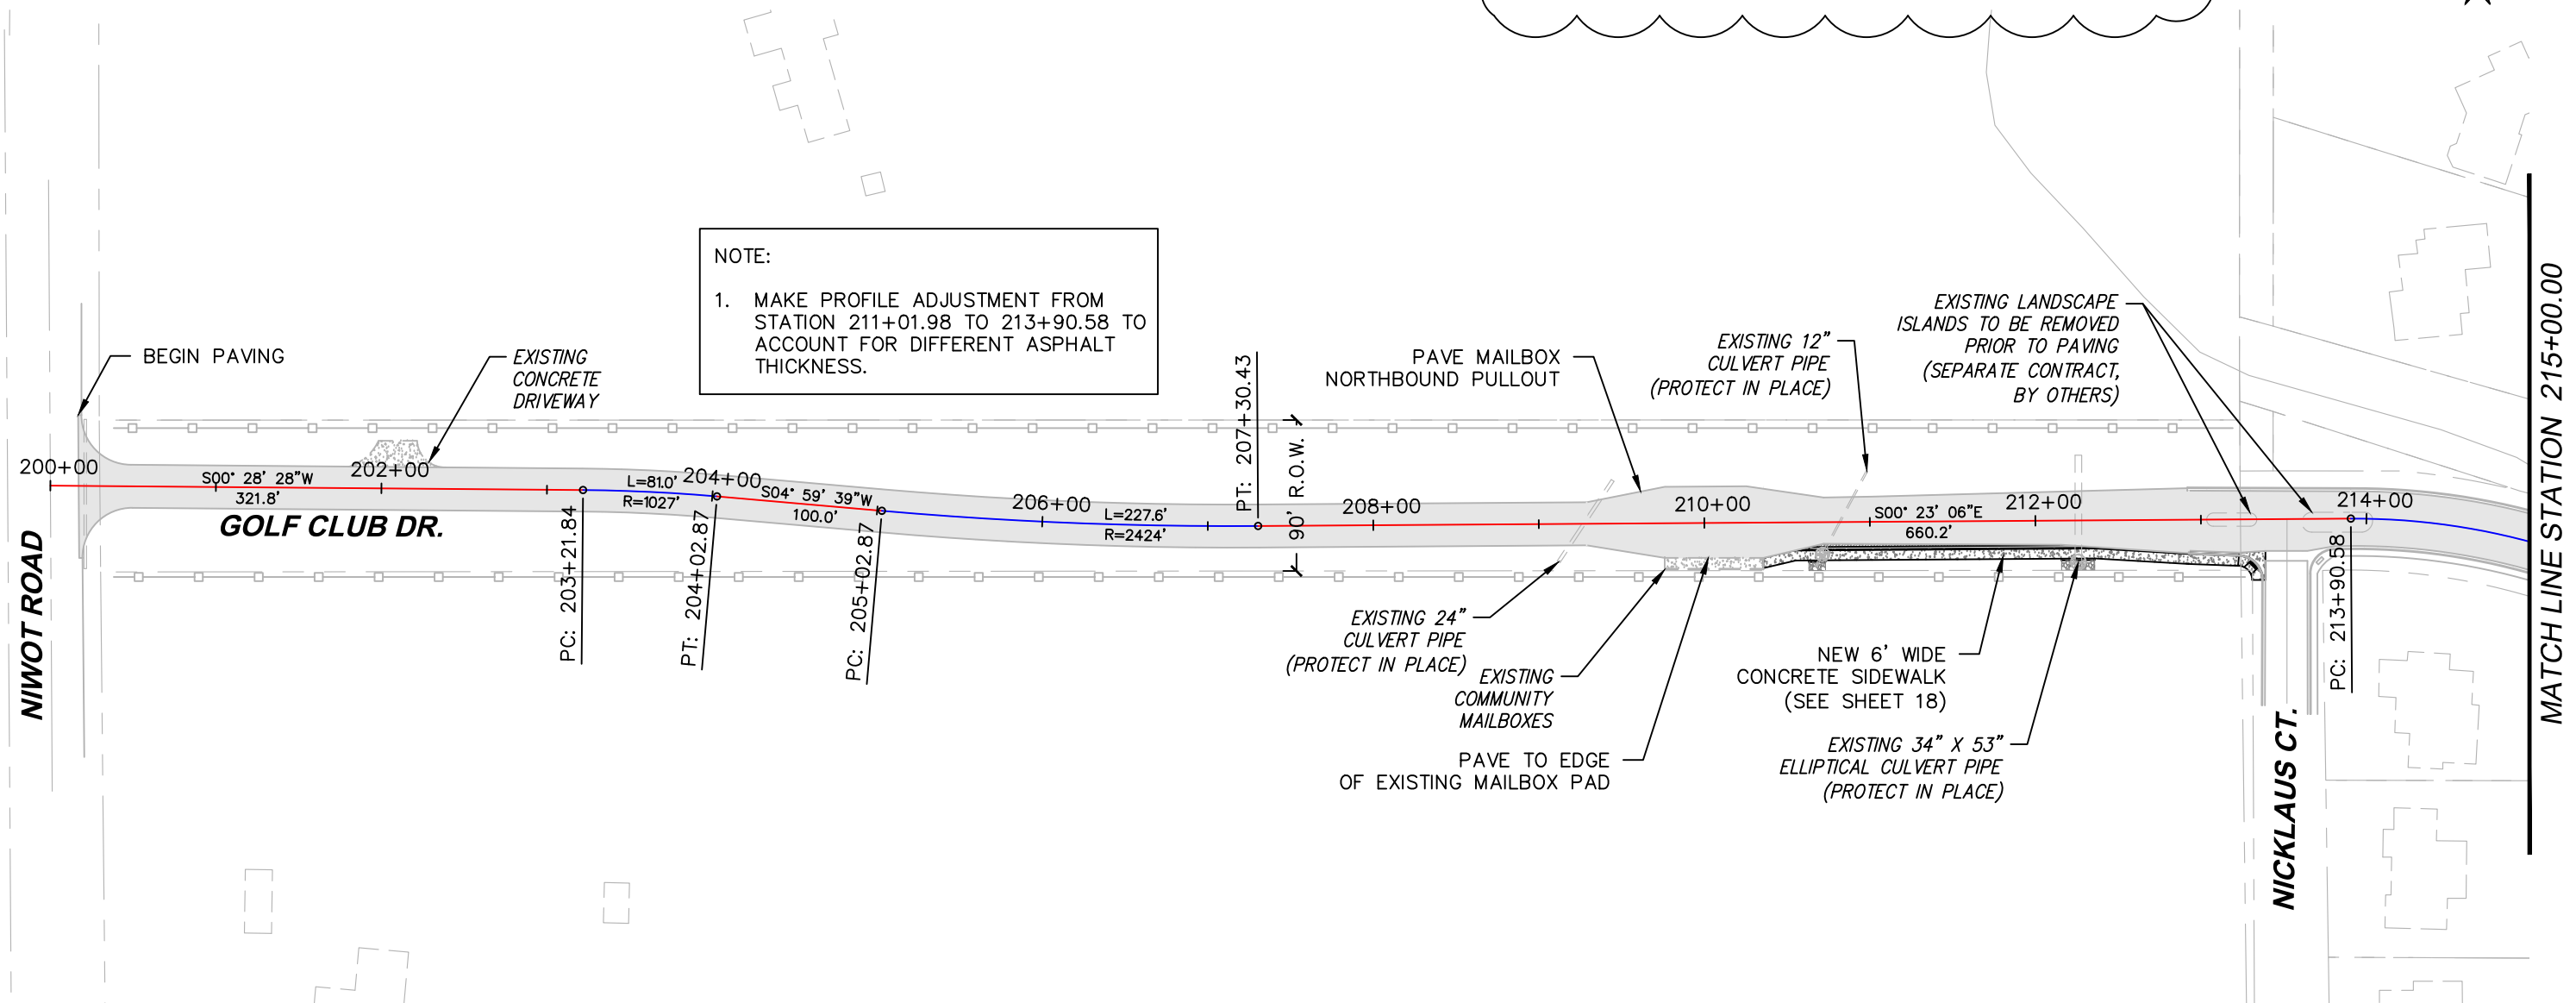 NOTE:
1. MAKE PROFILE ADJUSTMENT FROM
STATION 211+01.98 TO 213+90.58 TO
ACCOUNT FOR DIFFERENT ASPHALT
THICKNESS.
BEGIN PAVING
EXISTING
CONCRETE
DRIVEWAY
PAVE MAILBOX
NORTHBOUND PULLOUT
EXISTING 12"
CULVERT PIPE
(PROTECT IN PLACE)
EXISTING LANDSCAPE
ISLANDS TO BE REMOVED
PRIOR TO PAVING
(SEPARATE CONTRACT,
BY OTHERS)
200+00
S00° 28' 28"W
321.8'
202+00
L=81.0'
R=1027'
204+00
S04° 59' 39"W
100.0'
206+00
L=227.6'
R=2424'
208+00
210+00
S00° 23' 06"E
660.2'
212+00
214+00
GOLF CLUB DR.
NIWOT ROAD
PC: 203+21.84
PT: 204+02.87
PC: 205+02.87
PT: 207+30.43
90' R.O.W.
PC: 213+90.58
EXISTING 24"
CULVERT PIPE
(PROTECT IN PLACE)
EXISTING
COMMUNITY
MAILBOXES
PAVE TO EDGE
OF EXISTING MAILBOX PAD
NEW 6' WIDE
CONCRETE SIDEWALK
(SEE SHEET 18)
EXISTING 34" X 53"
ELLIPTICAL CULVERT PIPE
(PROTECT IN PLACE)
NICKLAUS CT.
MATCH LINE STATION 215+00.00